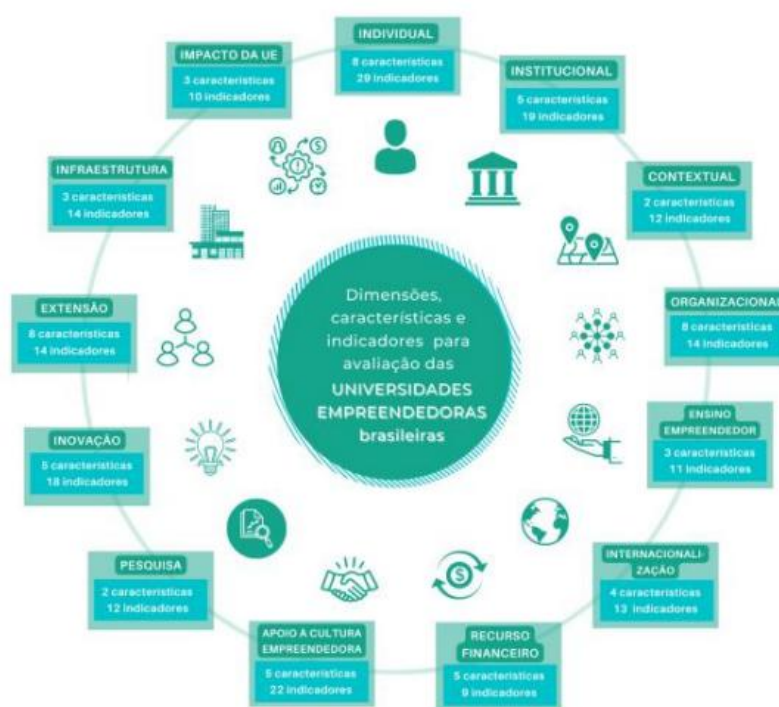 INDIVIDUAL
8 características
29 indicadores
INSTITUCIONAL
5 características
19 indicadores
CONTEXTUAL
2 características
12 indicadores
ORGANIZACIONAL
8 características
14 indicadores
ENSINO
EMPREENDEDOR
3 características
11 indicadores
INTERNACIONALI-
ZAÇÃO
4 características
13 indicadores
RECURSO
FINANCEIRO
5 características
9 indicadores
APOIO À CULTURA
EMPREENDEDORA
5 características
22 indicadores
PESQUISA
2 características
12 indicadores
INOVAÇÃO
5 características
18 indicadores
EXTENSÃO
8 características
14 indicadores
INFRAESTRUTURA
3 características
14 indicadores
IMPACTO DA UE
3 características
10 indicadores
Dimensões,
características e
indicadores para
avaliação das
UNIVERSIDADES
EMPREENDEDORAS
brasileiras